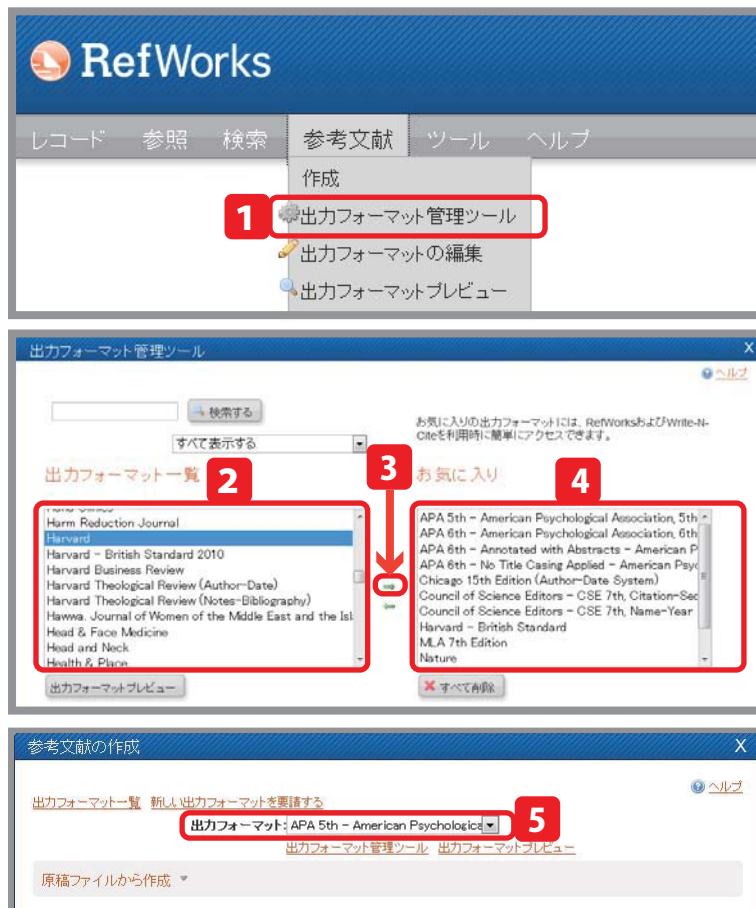 RefWorks
レコード 参照 検索 参考文献 ツール ヘルプ
作成
1 出力フォーマット管理ツール
出力フォーマットの編集
出力フォーマットプレビュー
出力フォーマット管理ツール X
ヘルプ
検索する
お気に入りの出力フォーマットには、RefWorksおよびWrite-N-
Citeを利用時に簡単にアクセスできます。
すべて表示する
出力フォーマット一覧 2 3 お気に入り 4
Harm Reduction Journal
Harvard
Harvard - British Standard 2010
Harvard Business Review
Harvard Theological Review (Author-Date)
Harvard Theological Review (Notes-Bibliography)
Hawwa. Journal of Women of the Middle East and the Isl
Head & Face Medicine
Head and Neck
Health & Place
APA 5th - American Psychological Association, 5th
APA 6th - American Psychological Association, 6th
APA 6th - Annotated with Abstracts - American P
APA 6th - No Title Casing Applied - American Psyc
Chicago 15th Edition (Author-Date System)
Council of Science Editors - CSE 7th, Citation-Seq
Council of Science Editors - CSE 7th, Name-Year
Harvard - British Standard
MLA 7th Edition
Nature
出力フォーマットプレビュー
すべて削除
参考文献の作成 X
ヘルプ
出力フォーマット一覧 新しい出力フォーマットを要請する
出力フォーマット: APA 5th - American Psychologica 5
出力フォーマット管理ツール 出力フォーマットプレビュー
原稿ファイルから作成